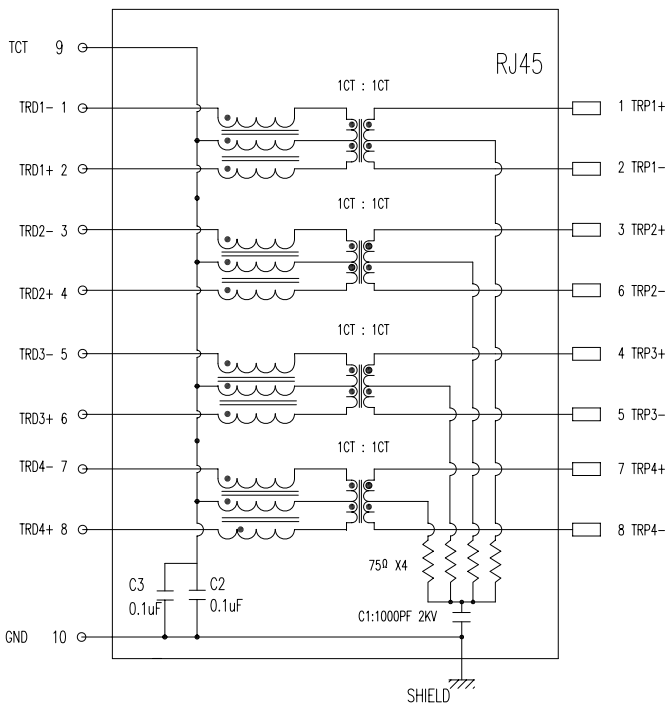 TCT 9
RJ45
1CT : 1CT
TRD1- 1
1 TRP1+
TRD1+ 2
2 TRP1-
1CT : 1CT
TRD2- 3
3 TRP2+
TRD2+ 4
6 TRP2-
1CT : 1CT
TRD3- 5
4 TRP3+
TRD3+ 6
5 TRP3-
1CT : 1CT
TRD4- 7
7 TRP4+
TRD4+ 8
8 TRP4-
75Ω X4
C3
0.1uF
C2
0.1uF
C1:1000PF 2KV
GND 10
SHIELD